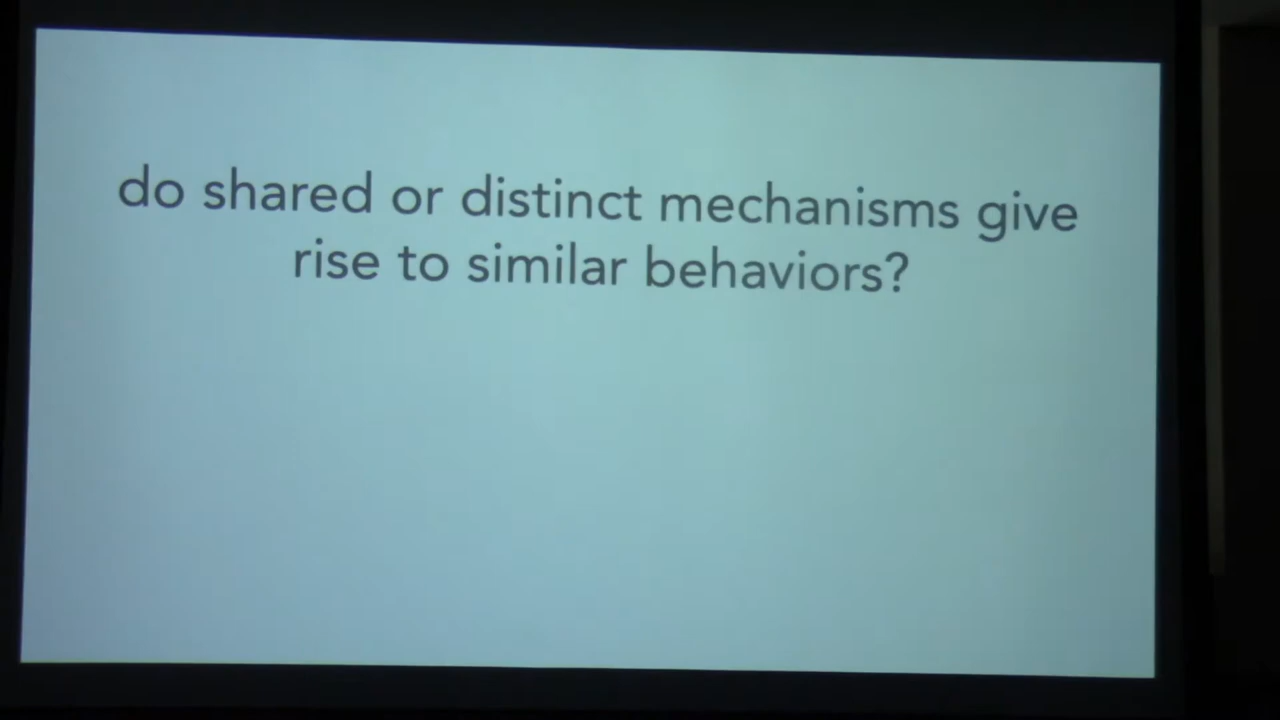 do shared or distinct mechanisms give
rise to similar behaviors?